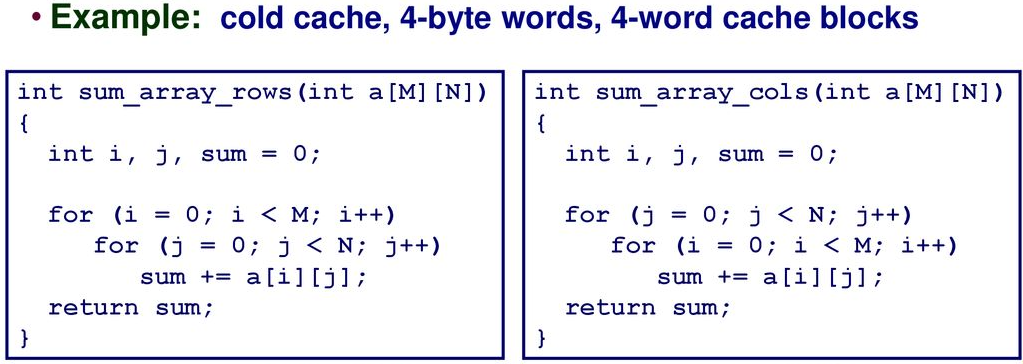 • Example: cold cache, 4-byte words, 4-word cache blocks
int sum_array_rows(int a[M][N])
{
int i, j, sum = 0;
for (i = 0; i < M; i++)
for (j = 0; j < N; j++)
sum += a[i][j];
return sum;
}
int sum_array_cols(int a[M][N])
{
int i, j, sum = 0;
for (j = 0; j < N; j++)
for (i = 0; i < M; i++)
sum += a[i][j];
return sum;
}